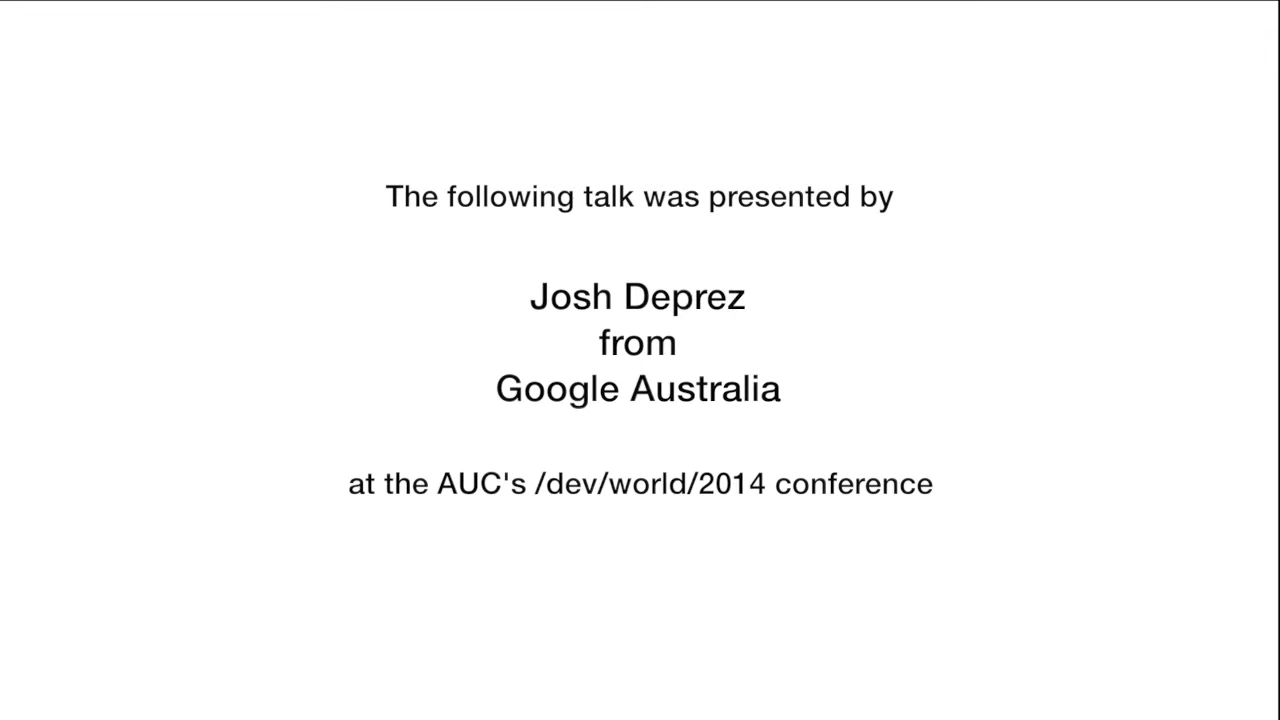 The following talk was presented by
Josh Deprez
from
Google Australia
at the AUC's /dev/world/2014 conference